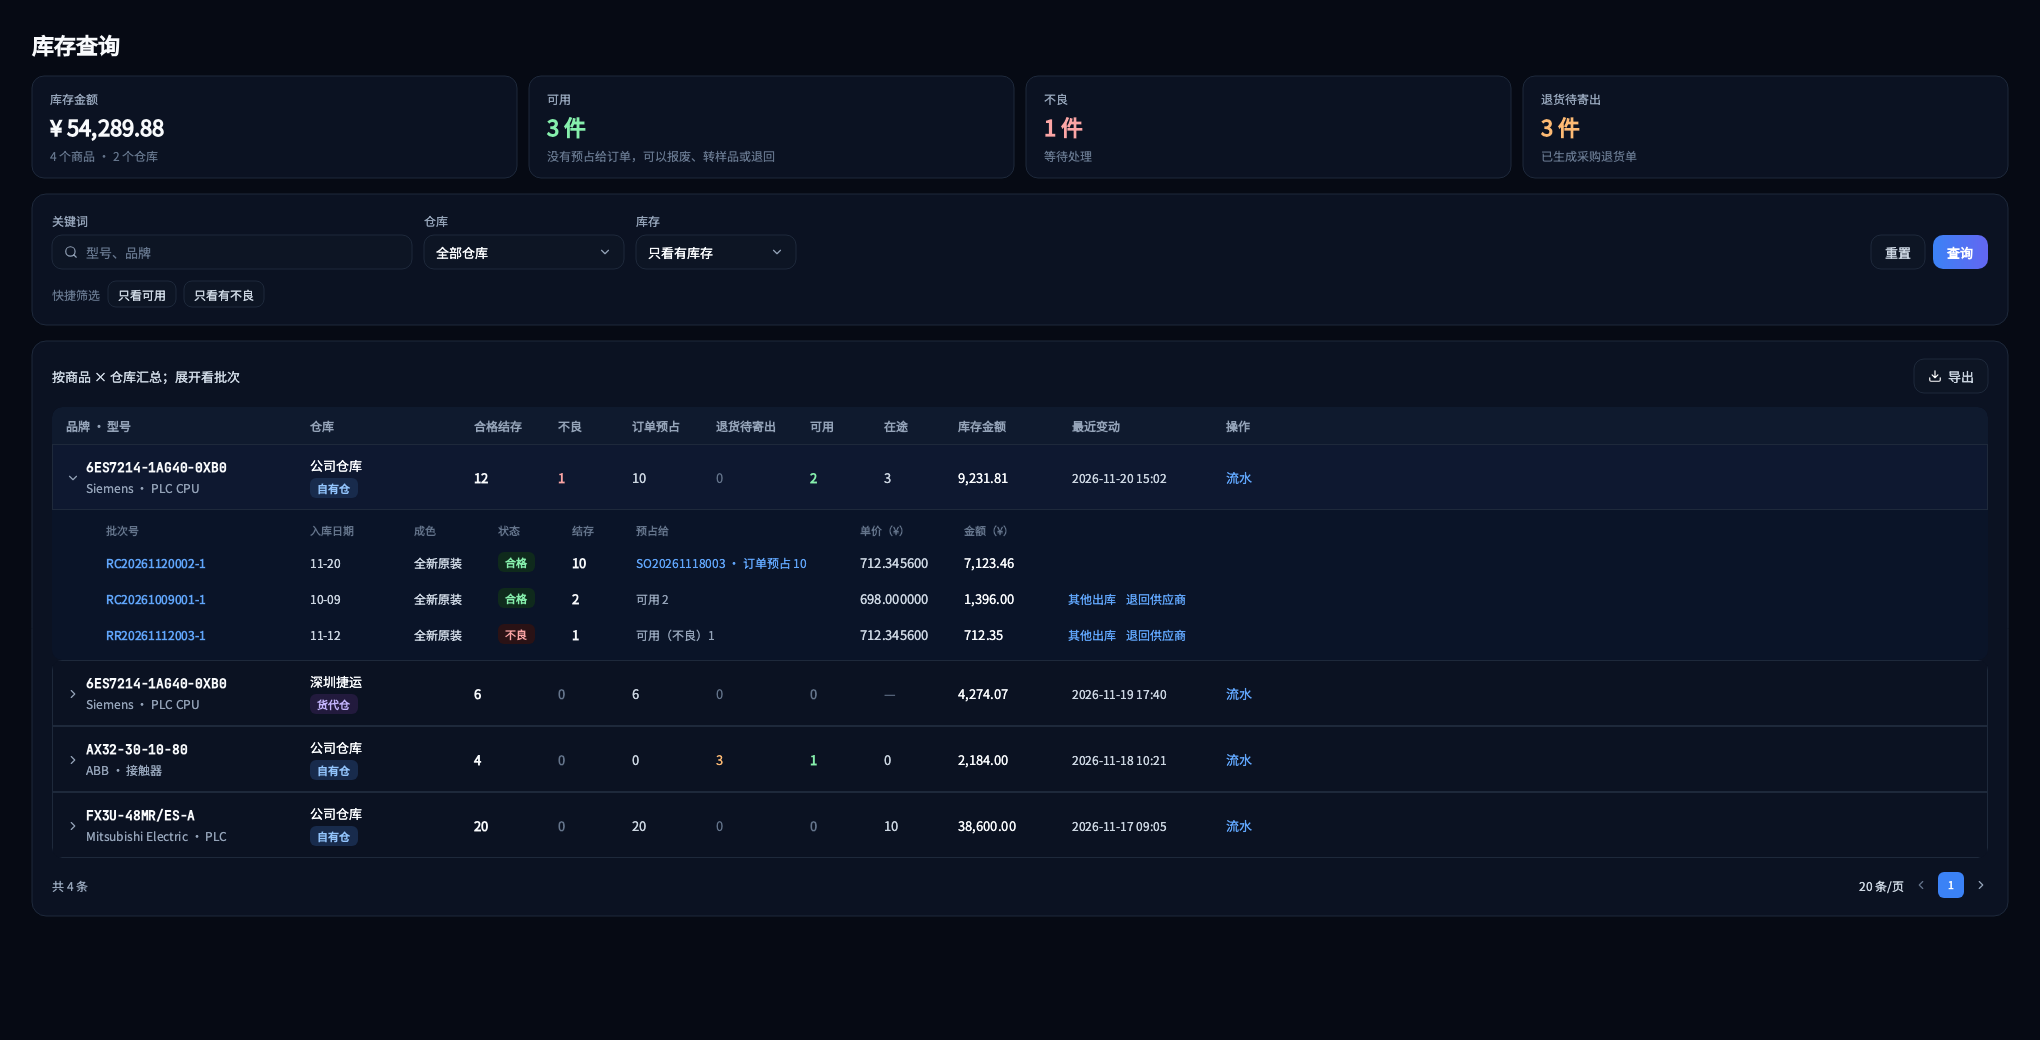 库存查询
库存金额
¥ 54,289.88
4 个商品 · 2 个仓库
可用
3 件
没有预占给订单，可以报废、转样品或退回
不良
1 件
等待处理
退货待寄出
3 件
已生成采购退货单
关键词 仓库 库存
型号、品牌 全部仓库 只看有库存 重置 查询
快捷筛选 只看可用 只看有不良
按商品 × 仓库汇总；展开看批次 导出
品牌 · 型号 仓库 合格结存 不良 订单预占 退货待寄出 可用 在途 库存金额 最近变动 操作
6ES7214-1AG40-0XB0 公司仓库
Siemens · PLC CPU 自有仓 12 1 10 0 2 3 9,231.81 2026-11-20 15:02 流水
批次号 入库日期 成色 状态 结存 预占给 单价（¥） 金额（¥）
RC20261120002-1 11-20 全新原装 合格 10 SO20261118003 · 订单预占 10 712.345600 7,123.46
RC20261009001-1 10-09 全新原装 合格 2 可用 2 698.000000 1,396.00 其他出库 退回供应商
RR20261112003-1 11-12 全新原装 不良 1 可用（不良）1 712.345600 712.35 其他出库 退回供应商
6ES7214-1AG40-0XB0 深圳捷运
Siemens · PLC CPU 货代仓 6 0 6 0 0 — 4,274.07 2026-11-19 17:40 流水
AX32-30-10-80 公司仓库
ABB · 接触器 自有仓 4 0 0 3 1 0 2,184.00 2026-11-18 10:21 流水
FX3U-48MR/ES-A 公司仓库
Mitsubishi Electric · PLC 自有仓 20 0 20 0 0 10 38,600.00 2026-11-17 09:05 流水
共 4 条 20 条/页 1